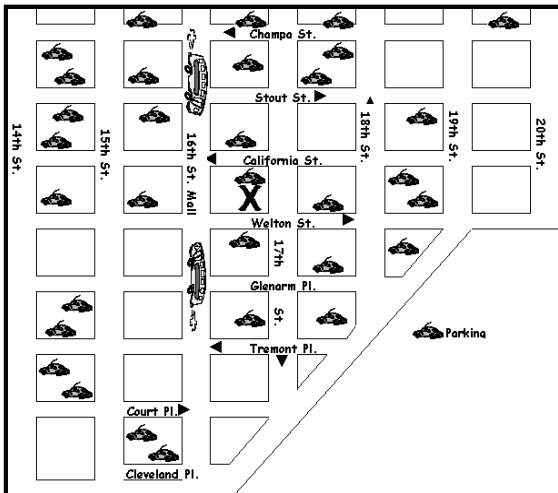 Champa St.
Stout St.
14th St.
15th St.
16th St. Mall
18th St.
19th St.
20th St.
California St.
X
Welton St.
17th St.
Glenarm Pl.
Parking
Tremont Pl.
Court Pl.
Cleveland Pl.